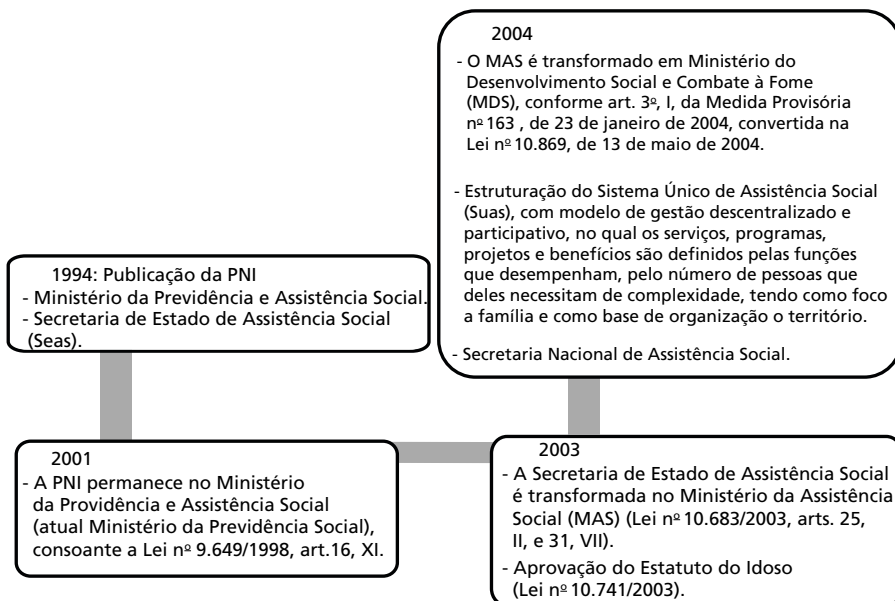 1994: Publicação da PNI
- Ministério da Previdência e Assistência Social.
- Secretaria de Estado de Assistência Social
(Seas).
2001
- A PNI permanece no Ministério
da Providência e Assistência Social
(atual Ministério da Previdência Social),
consoante a Lei nº 9.649/1998, art.16, XI.
2003
- A Secretaria de Estado de Assistência Social
é transformada no Ministério da Assistência
Social (MAS) (Lei nº 10.683/2003, arts. 25,
II, e 31, VII).
- Aprovação do Estatuto do Idoso
(Lei nº 10.741/2003).
2004
- O MAS é transformado em Ministério do
Desenvolvimento Social e Combate à Fome
(MDS), conforme art. 3º, I, da Medida Provisória
nº 163 , de 23 de janeiro de 2004, convertida na
Lei nº 10.869, de 13 de maio de 2004.
- Estruturação do Sistema Único de Assistência Social
(Suas), com modelo de gestão descentralizado e
participativo, no qual os serviços, programas,
projetos e benefícios são definidos pelas funções
que desempenham, pelo número de pessoas que
deles necessitam de complexidade, tendo como foco
a família e como base de organização o território.
- Secretaria Nacional de Assistência Social.